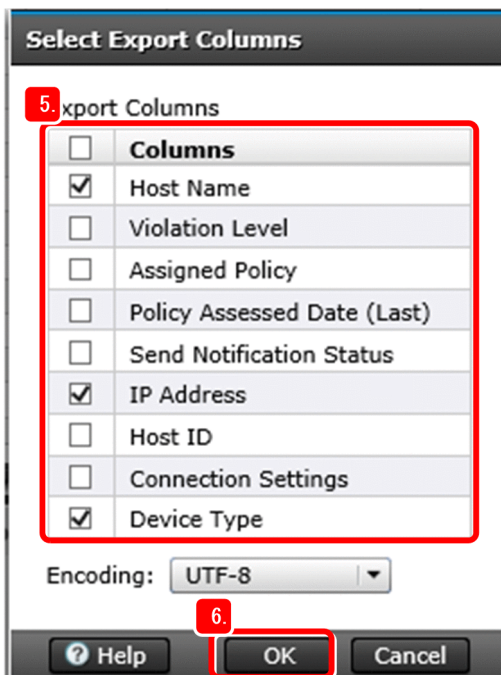 Select Export Columns
5. xport Columns
Columns
Host Name
Violation Level
Assigned Policy
Policy Assessed Date (Last)
Send Notification Status
IP Address
Host ID
Connection Settings
Device Type
Encoding: UTF-8
6.
Help OK Cancel